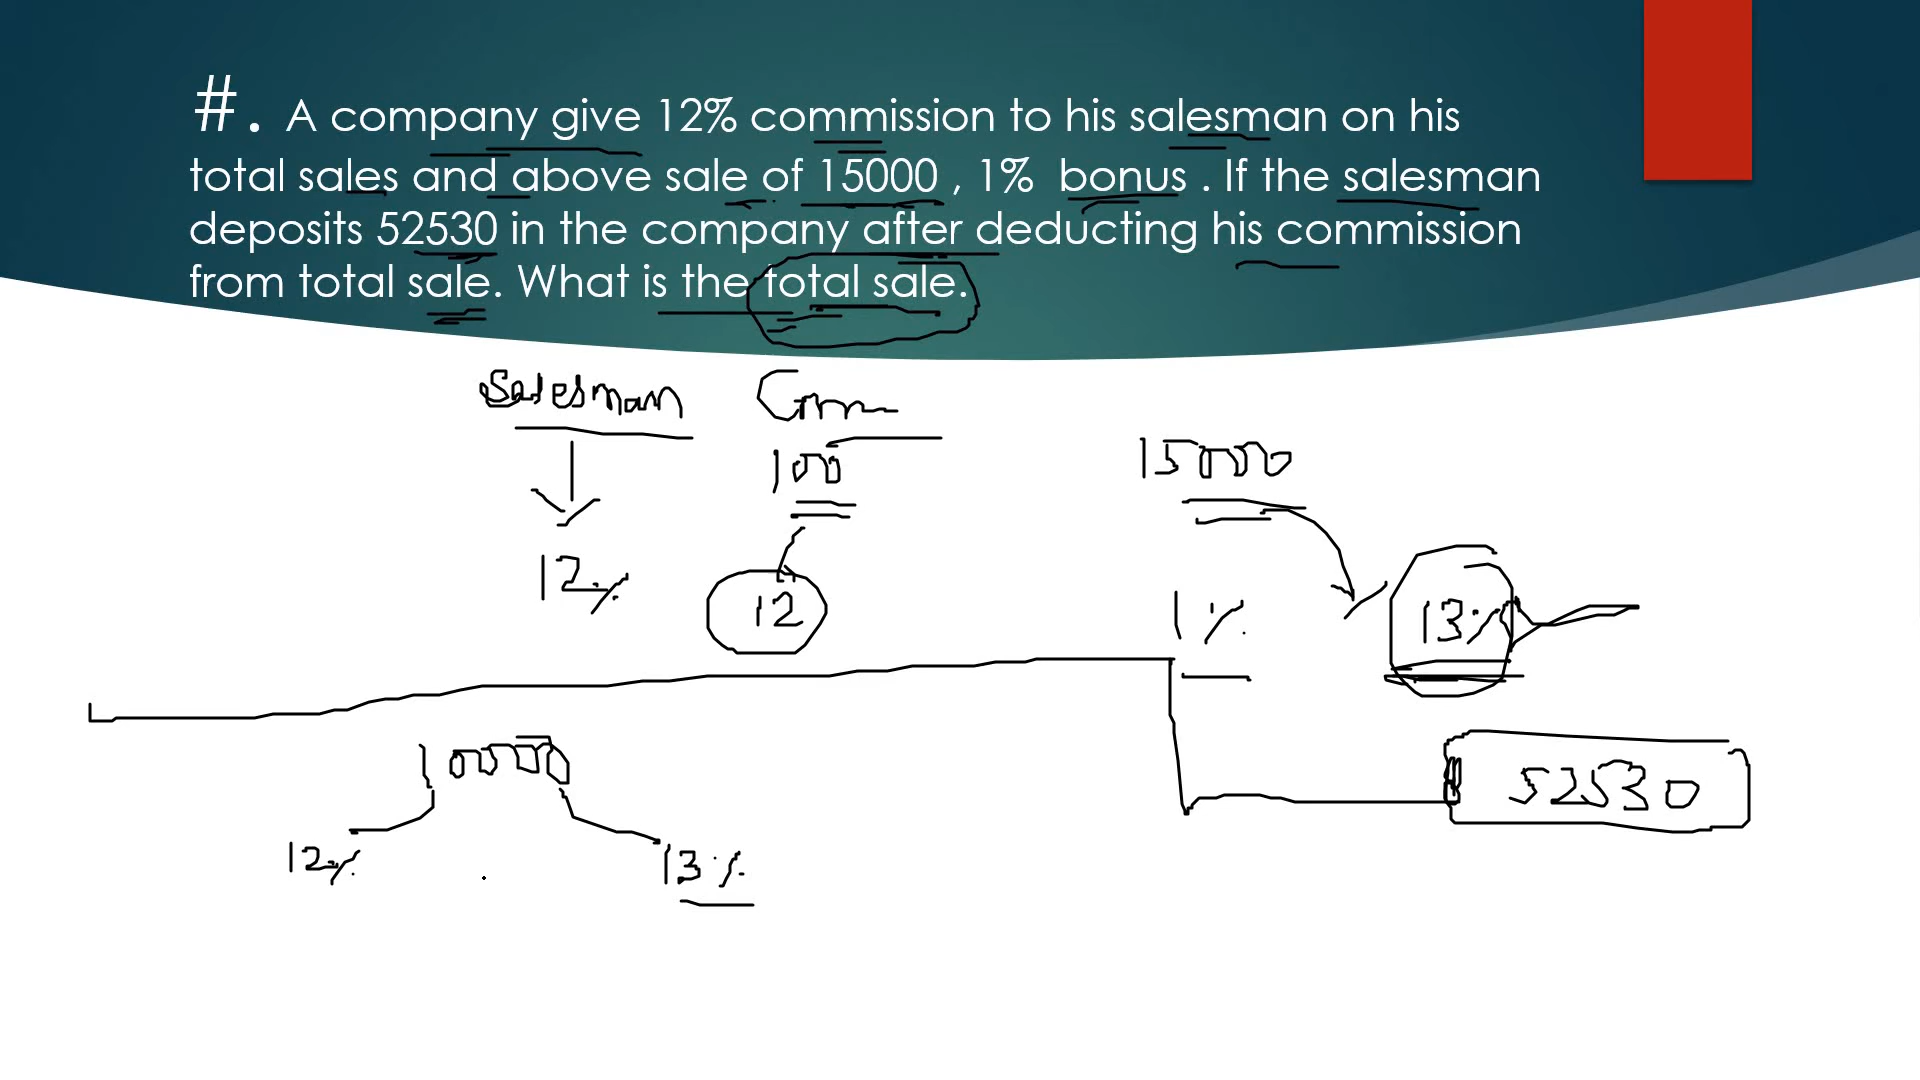 #. A company give 12% commission to his salesman on his
total sales and above sale of 15000 , 1% bonus . If the salesman
deposits 52530 in the company after deducting his commission
from total sale. What is the total sale.
Salesman
100
15000
12%
12
1%
13%
52530
12%
13%